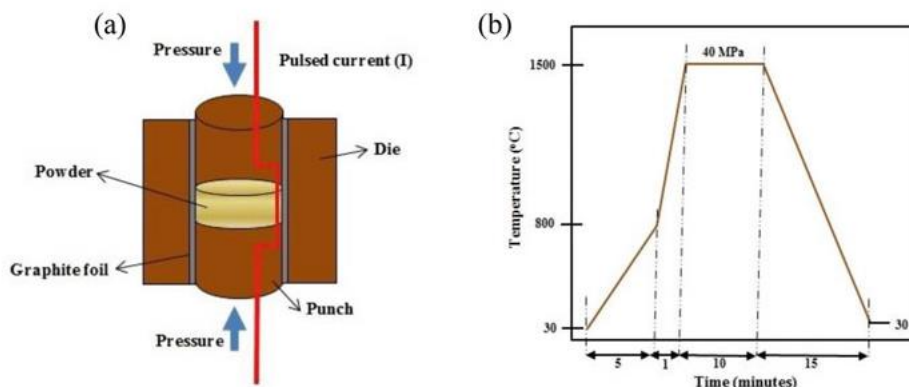 (a)
Pressure
Pulsed current (I)
Die
Powder
Graphite foil
Punch
Pressure
(b)
40 MPa
1500
Temperature (°C)
800
30
30
5 1 10 15
Time (minutes)